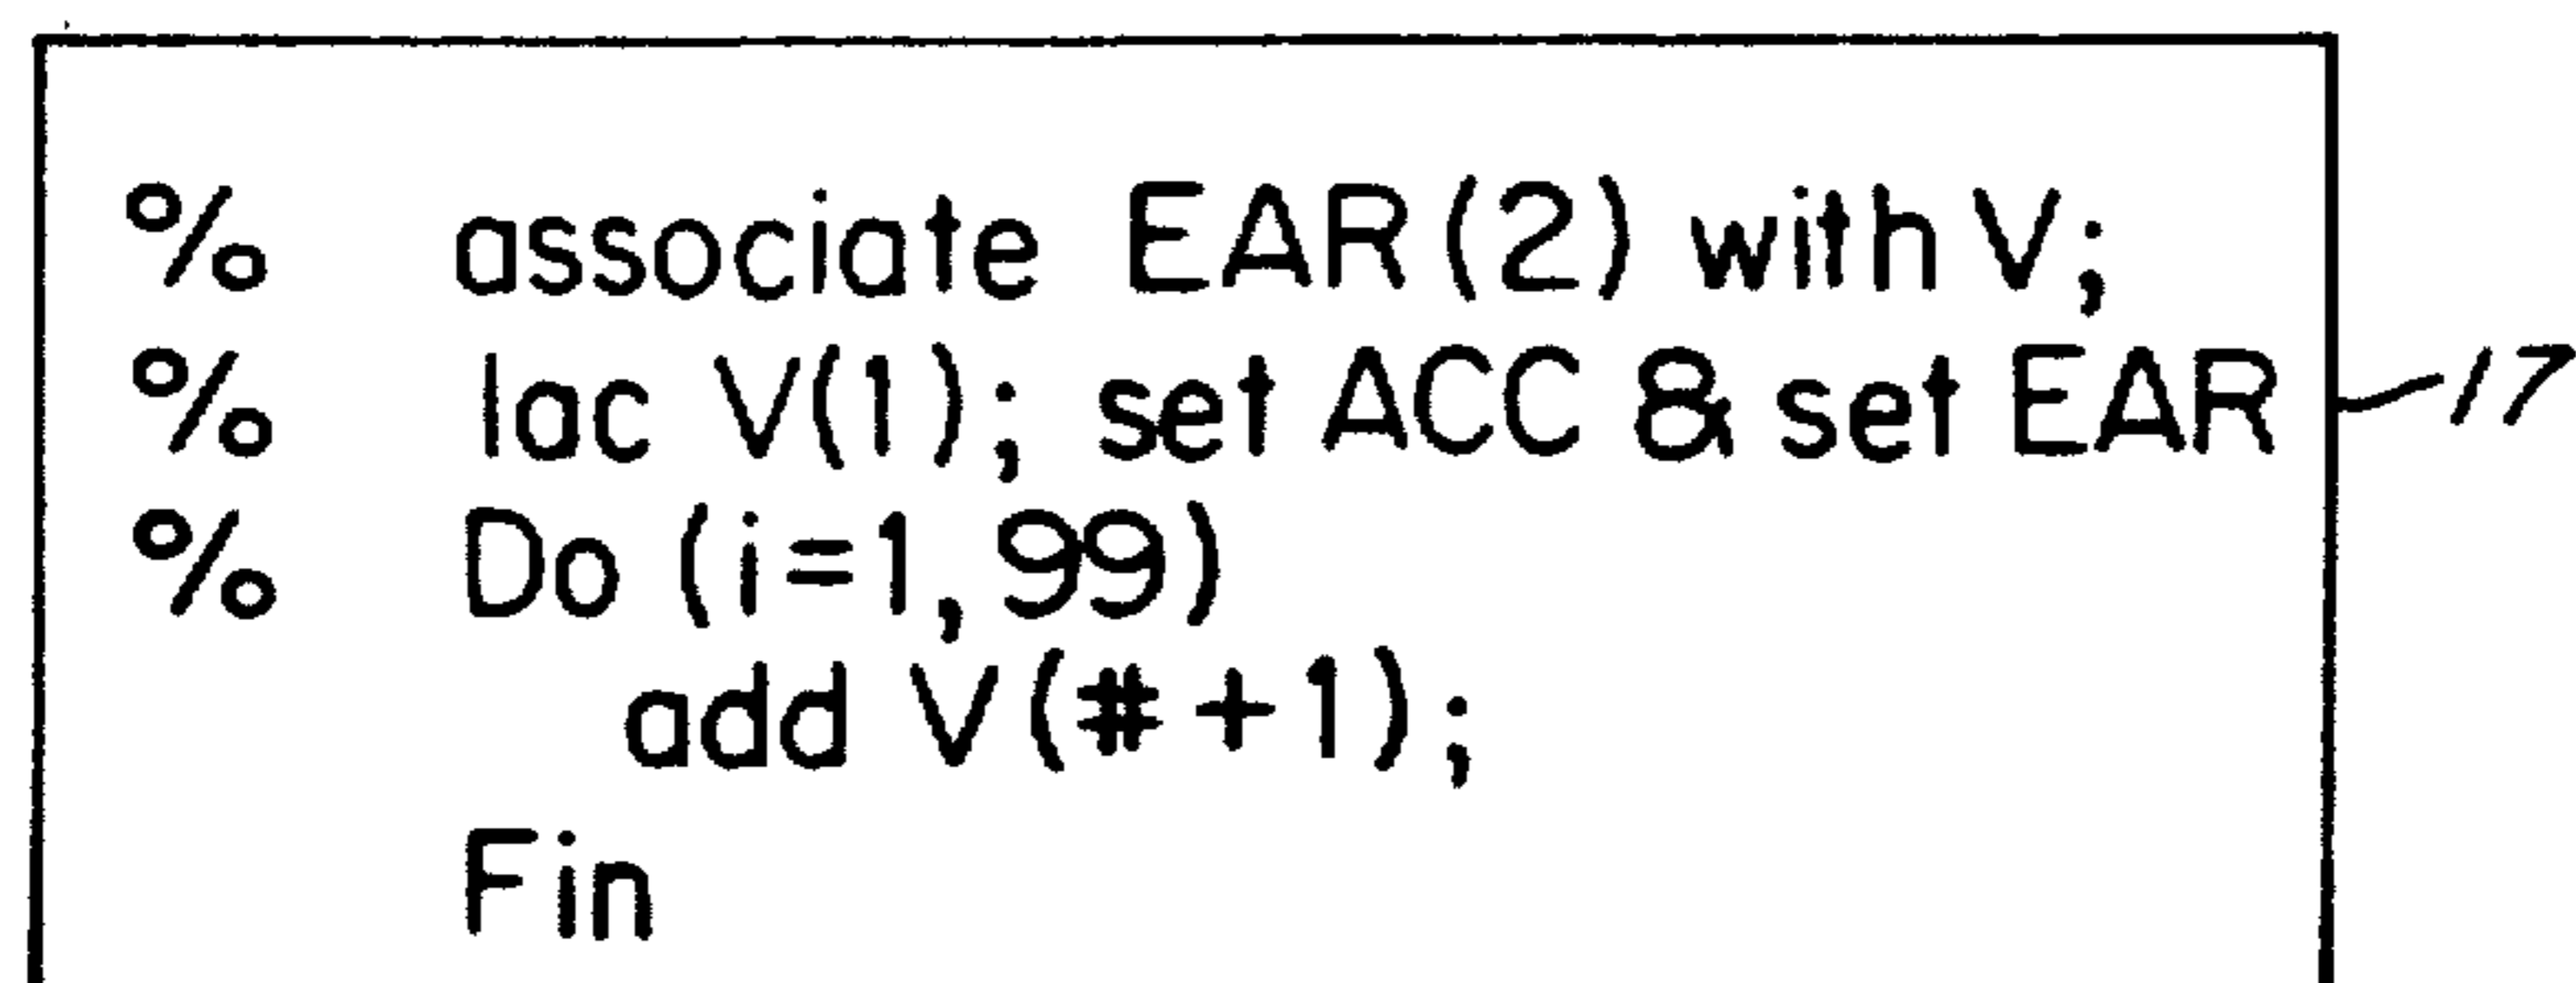 % associate EAR(2) with V;
% lac V(1); set ACC & set EAR 17
% Do (i=1,99)
add V(#+1);
Fin